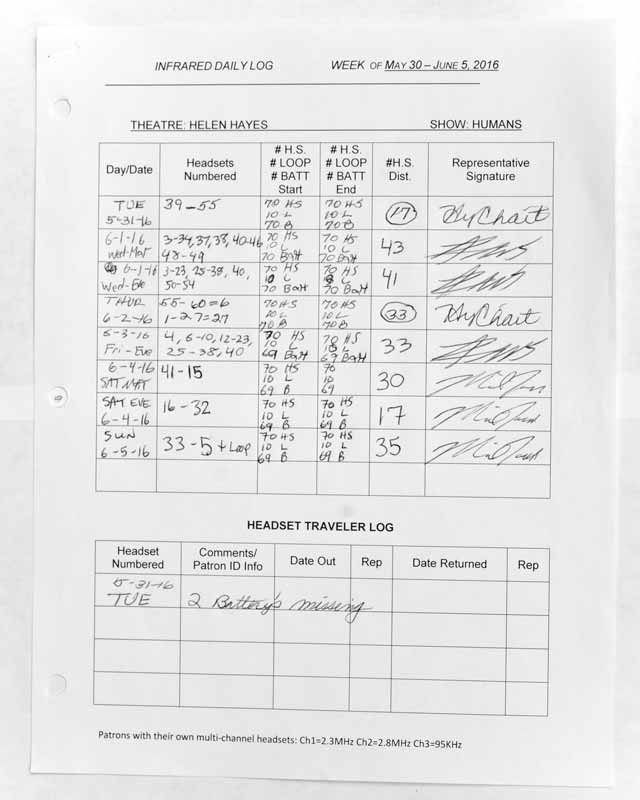 INFRARED DAILY LOG WEEK OF MAY 30 – JUNE 5, 2016
THEATRE: HELEN HAYES SHOW: HUMANS
Day/Date Headsets Numbered # H.S. # LOOP # BATT Start # H.S. # LOOP # BATT End #H.S. Dist. Representative Signature
TUE 39-55 70 HS 70 HS
5-31-16 10 L 10 L 17
70 B 70 B
6-1-16 3-34, 37, 38, 40-46 70 HS 70 HS
Wed-Mat 48-49 10 L 10 L 43
70 Batt 70 Batt
6-1-16 3-23, 25-38, 40, 70 HS 70 HS
Wed-Eve 50-54 10 L L 41
70 Batt 70 Batt
THUR 55-60=6 70 HS 70 HS
6-2-16 1-27=27 10 L 10 L 33
70 B 70 B
6-3-16 4, 6-10, 12-23, 70 HS 70 HS
Fri-Eve 25-38, 40 10 L 10 L 33
69 Batt 69 Batt
6-4-16 41-15 70 HS 70
SAT MAT 10 L 10 30
69 B 69
SAT EVE 16-32 70 HS 70 HS
6-4-16 10 L 10 L 17
69 B 69 B
SUN 33-5 + Loop 70 HS 70 HS
6-5-16 10 L 10 L 35
69 B 69 B
HEADSET TRAVELER LOG
Headset Numbered Comments/ Patron ID Info Date Out Rep Date Returned Rep
5-31-16
TUE 2 Battery's missing
Patrons with their own multi-channel headsets: Ch1=2.3MHz Ch2=2.8MHz Ch3=95KHz